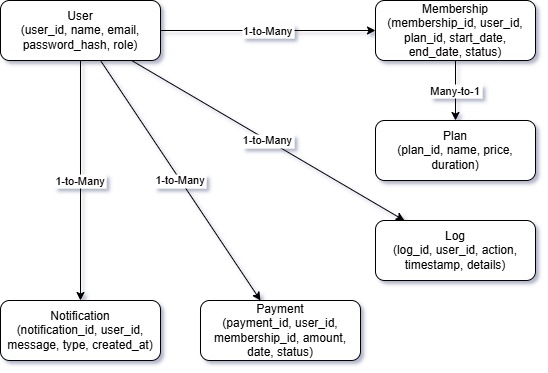 User
(user_id, name, email,
password_hash, role)
1-to-Many
Membership
(membership_id, user_id,
plan_id, start_date,
end_date, status)
Many-to-1
Plan
(plan_id, name, price,
duration)
1-to-Many
1-to-Many
1-to-Many
Log
(log_id, user_id, action,
timestamp, details)
Notification
(notification_id, user_id,
message, type, created_at)
Payment
(payment_id, user_id,
membership_id, amount,
date, status)